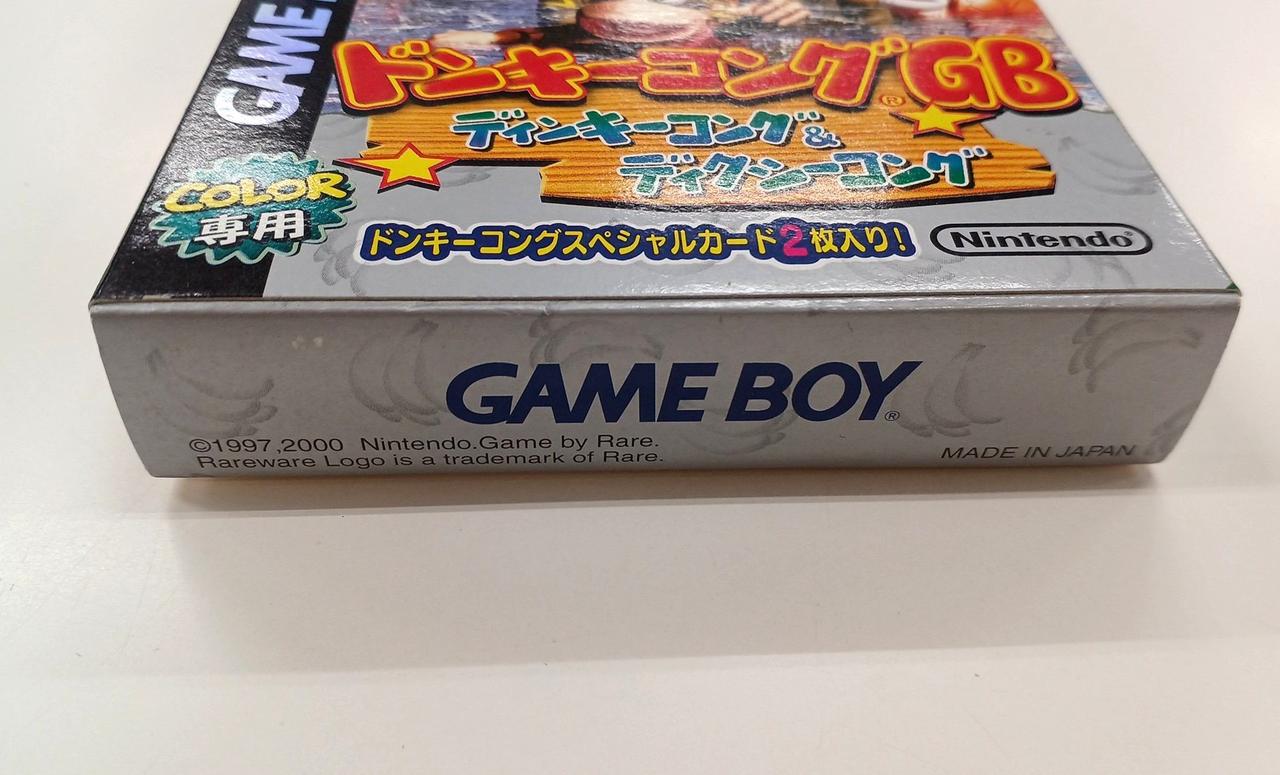 GAME
ドンキーコング®GB
ディンキーコング&
ディクシーコング
COLOR
専用
ドンキーコングスペシャルカード2枚入り!
Nintendo®
GAME BOY®
©1997,2000 Nintendo.Game by Rare.
Rareware Logo is a trademark of Rare.
MADE IN JAPAN